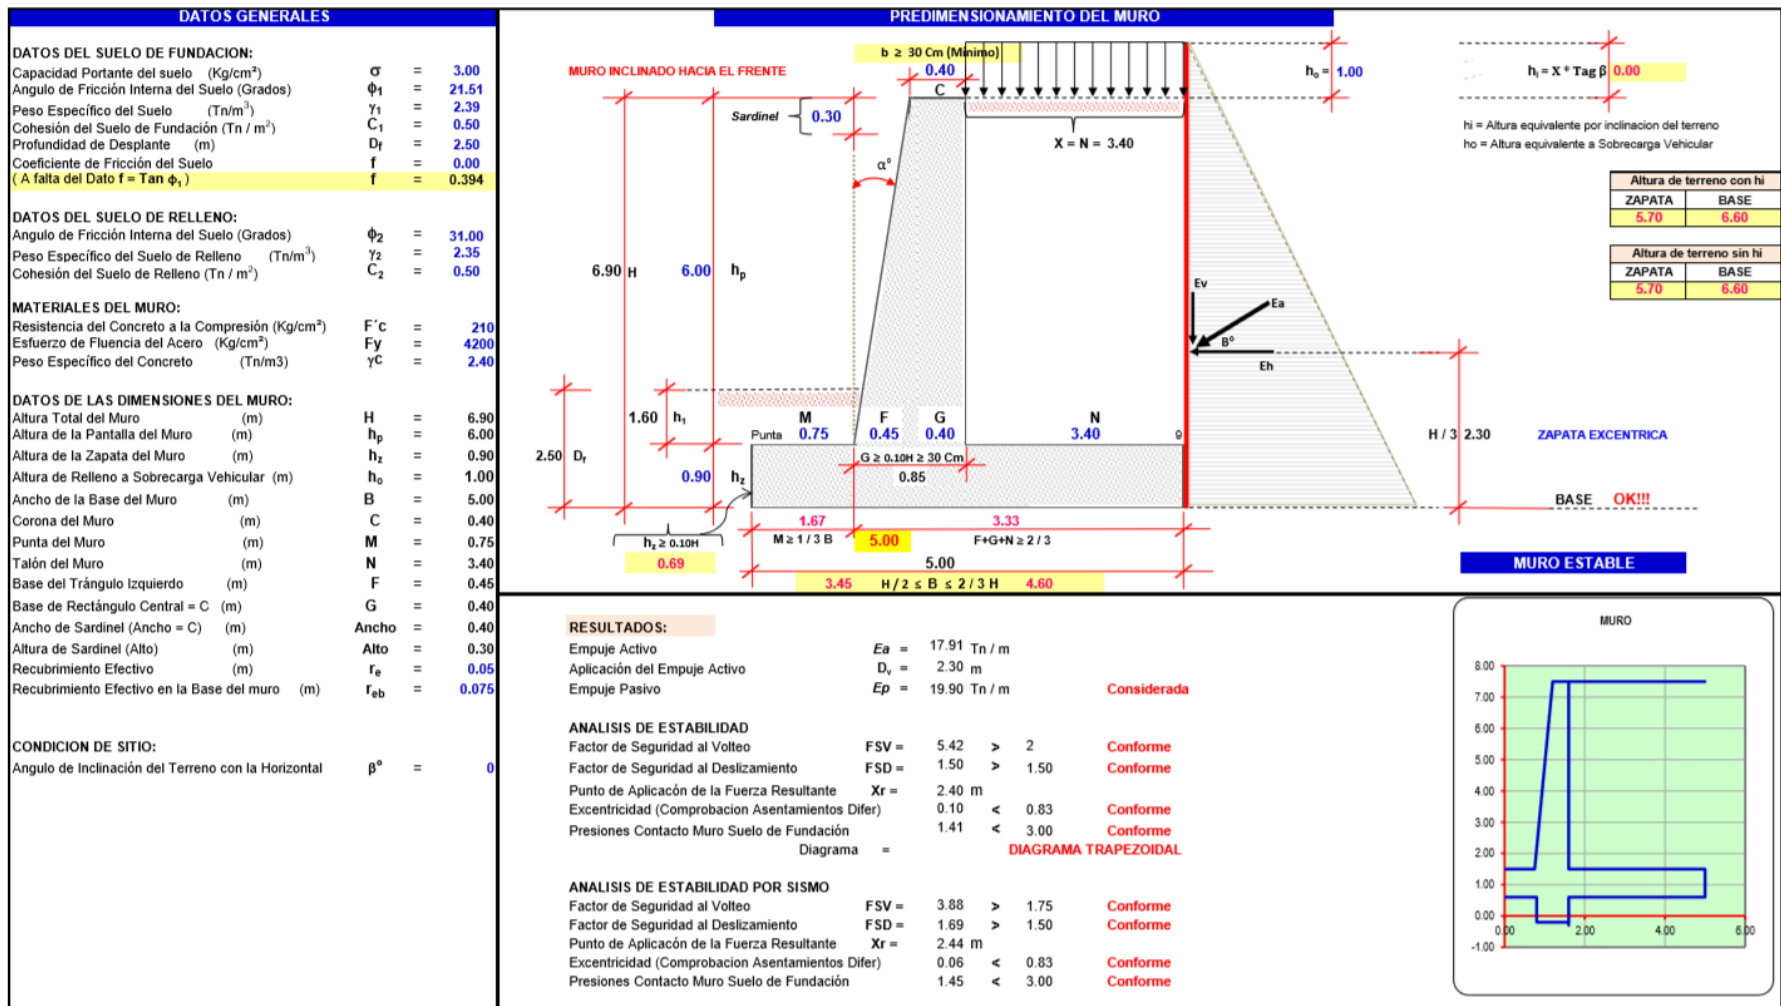 DATOS GENERALES
DATOS DEL SUELO DE FUNDACION:
Capacidad Portante del suelo (Kg/cm²) σ = 3.00
Angulo de Fricción Interna del Suelo (Grados) ϕ1 = 21.51
Peso Específico del Suelo (Tn/m³) γ1 = 2.39
Cohesión del Suelo de Fundación (Tn / m²) C1 = 0.50
Profundidad de Desplante (m) Df = 2.50
Coeficiente de Fricción del Suelo f = 0.00
( A falta del Dato f = Tan ϕ1 ) f = 0.394
DATOS DEL SUELO DE RELLENO:
Angulo de Fricción Interna del Suelo (Grados) ϕ2 = 31.00
Peso Específico del Suelo de Relleno (Tn/m³) γ2 = 2.35
Cohesión del Suelo de Relleno (Tn / m²) C2 = 0.50
MATERIALES DEL MURO:
Resistencia del Concreto a la Compresión (Kg/cm²) F´c = 210
Esfuerzo de Fluencia del Acero (Kg/cm²) Fy = 4200
Peso Específico del Concreto (Tn/m3) γC = 2.40
DATOS DE LAS DIMENSIONES DEL MURO:
Altura Total del Muro (m) H = 6.90
Altura de la Pantalla del Muro (m) hp = 6.00
Altura de la Zapata del Muro (m) hz = 0.90
Altura de Relleno a Sobrecarga Vehicular (m) ho = 1.00
Ancho de la Base del Muro (m) B = 5.00
Corona del Muro (m) C = 0.40
Punta del Muro (m) M = 0.75
Talón del Muro (m) N = 3.40
Base del Trángulo Izquierdo (m) F = 0.45
Base de Rectángulo Central = C (m) G = 0.40
Ancho de Sardinel (Ancho = C) (m) Ancho = 0.40
Altura de Sardinel (Alto) (m) Alto = 0.30
Recubrimiento Efectivo (m) re = 0.05
Recubrimiento Efectivo en la Base del muro (m) reb = 0.075
CONDICION DE SITIO:
Angulo de Inclinación del Terreno con la Horizontal β° = 0
PREDIMENSIONAMIENTO DEL MURO
b ≥ 30 Cm (Minimo)
MURO INCLINADO HACIA EL FRENTE
0.40
C
ho = 1.00
hi = X * Tag β 0.00
Sardinel 0.30
X = N = 3.40
hi = Altura equivalente por inclinacion del terreno
ho = Altura equivalente a Sobrecarga Vehicular
α°
Altura de terreno con hi
ZAPATA BASE
5.70 6.60
Altura de terreno sin hi
ZAPATA BASE
5.70 6.60
6.90 H 6.00 hp
Ev
Ea
B°
Eh
1.60 h1
M F G N
Punta 0.75 0.45 0.40 3.40 9
H / 3 2.30 ZAPATA EXCENTRICA
2.50 Df
G ≥ 0.10H ≥ 30 Cm
0.90 hz 0.85
BASE OK!!!
1.67 3.33
hz ≥ 0.10H M ≥ 1 / 3 B 5.00 F+G+N ≥ 2 / 3
0.69 5.00
MURO ESTABLE
3.45 H / 2 ≤ B ≤ 2 / 3 H 4.60
RESULTADOS:
Empuje Activo Ea = 17.91 Tn / m
Aplicación del Empuje Activo Dv = 2.30 m
Empuje Pasivo Ep = 19.90 Tn / m Considerada
ANALISIS DE ESTABILIDAD
Factor de Seguridad al Volteo FSV = 5.42 > 2 Conforme
Factor de Seguridad al Deslizamiento FSD = 1.50 > 1.50 Conforme
Punto de Aplicacón de la Fuerza Resultante Xr = 2.40 m
Excentricidad (Comprobacion Asentamientos Difer) 0.10 < 0.83 Conforme
Presiones Contacto Muro Suelo de Fundación 1.41 < 3.00 Conforme
Diagrama = DIAGRAMA TRAPEZOIDAL
ANALISIS DE ESTABILIDAD POR SISMO
Factor de Seguridad al Volteo FSV = 3.88 > 1.75 Conforme
Factor de Seguridad al Deslizamiento FSD = 1.69 > 1.50 Conforme
Punto de Aplicacón de la Fuerza Resultante Xr = 2.44 m
Excentricidad (Comprobacion Asentamientos Difer) 0.06 < 0.83 Conforme
Presiones Contacto Muro Suelo de Fundación 1.45 < 3.00 Conforme
MURO
8.00
7.00
6.00
5.00
4.00
3.00
2.00
1.00
0.00
-1.00
0.00 2.00 4.00 6.00